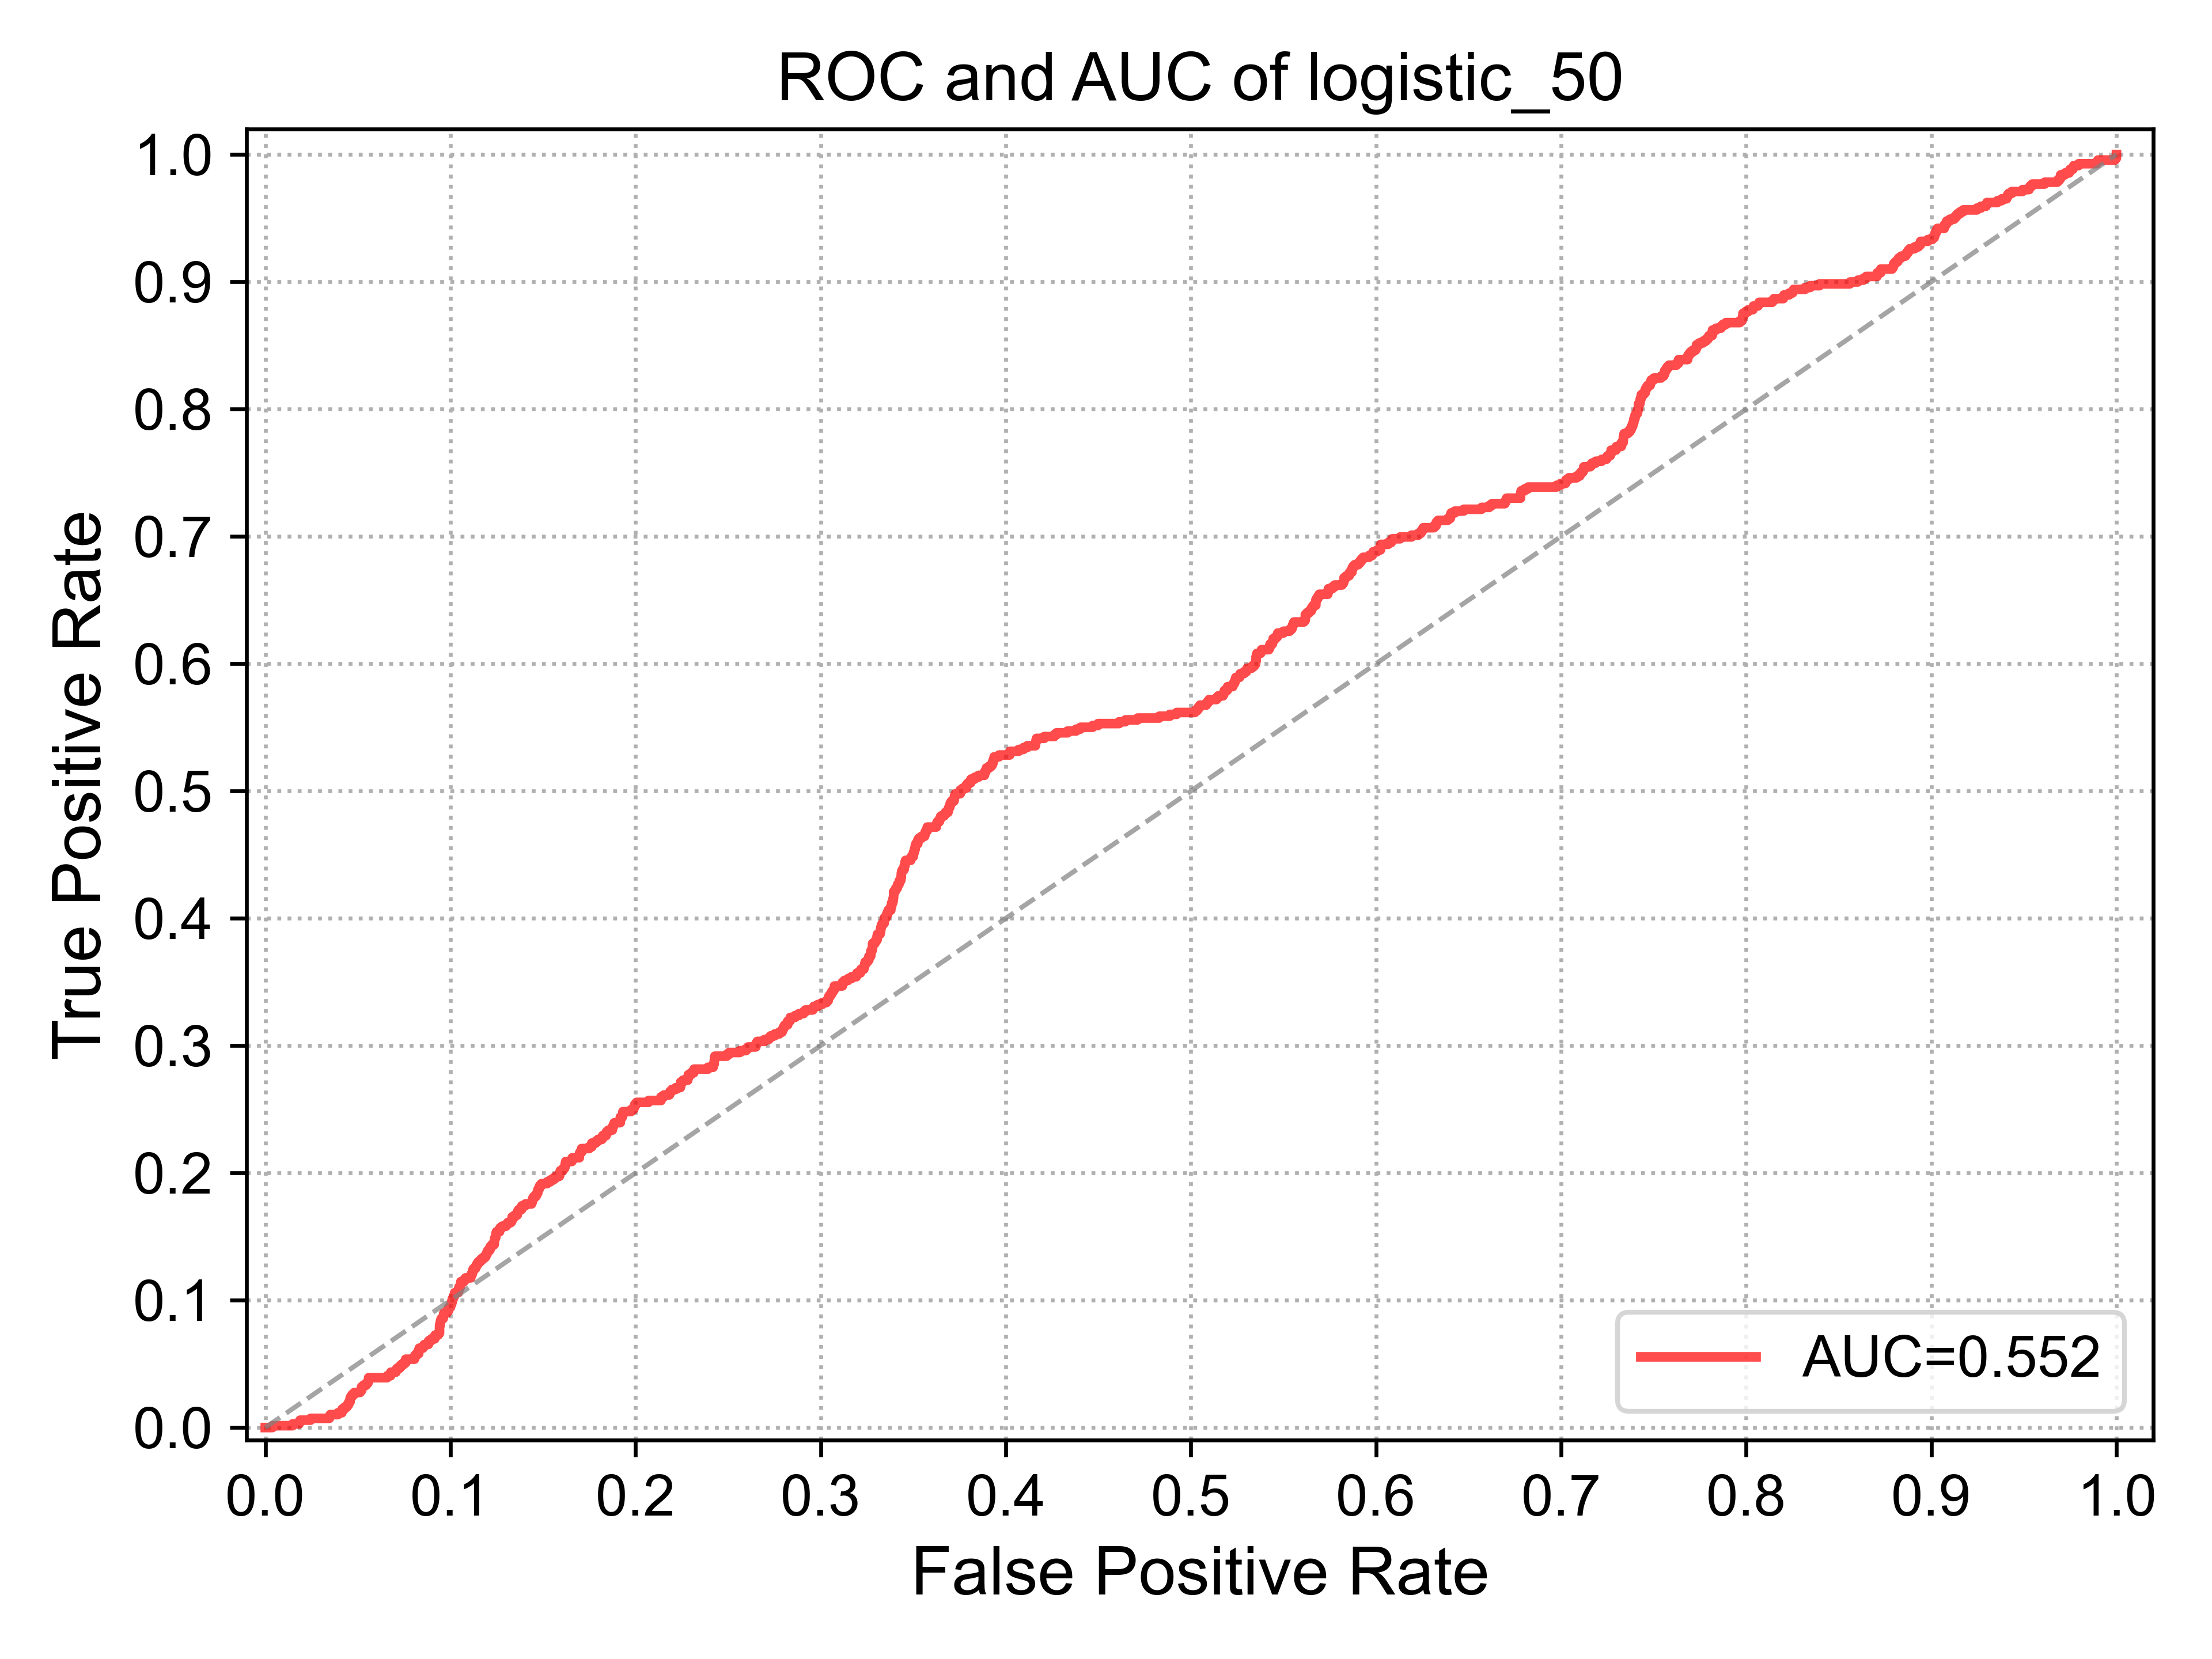 ROC and AUC of logistic_50
1.0
0.9
0.8
0.7
0.6
0.5
0.4
0.3
0.2
0.1
0.0
True Positive Rate
AUC=0.552
0.0 0.1 0.2 0.3 0.4 0.5 0.6 0.7 0.8 0.9 1.0
False Positive Rate